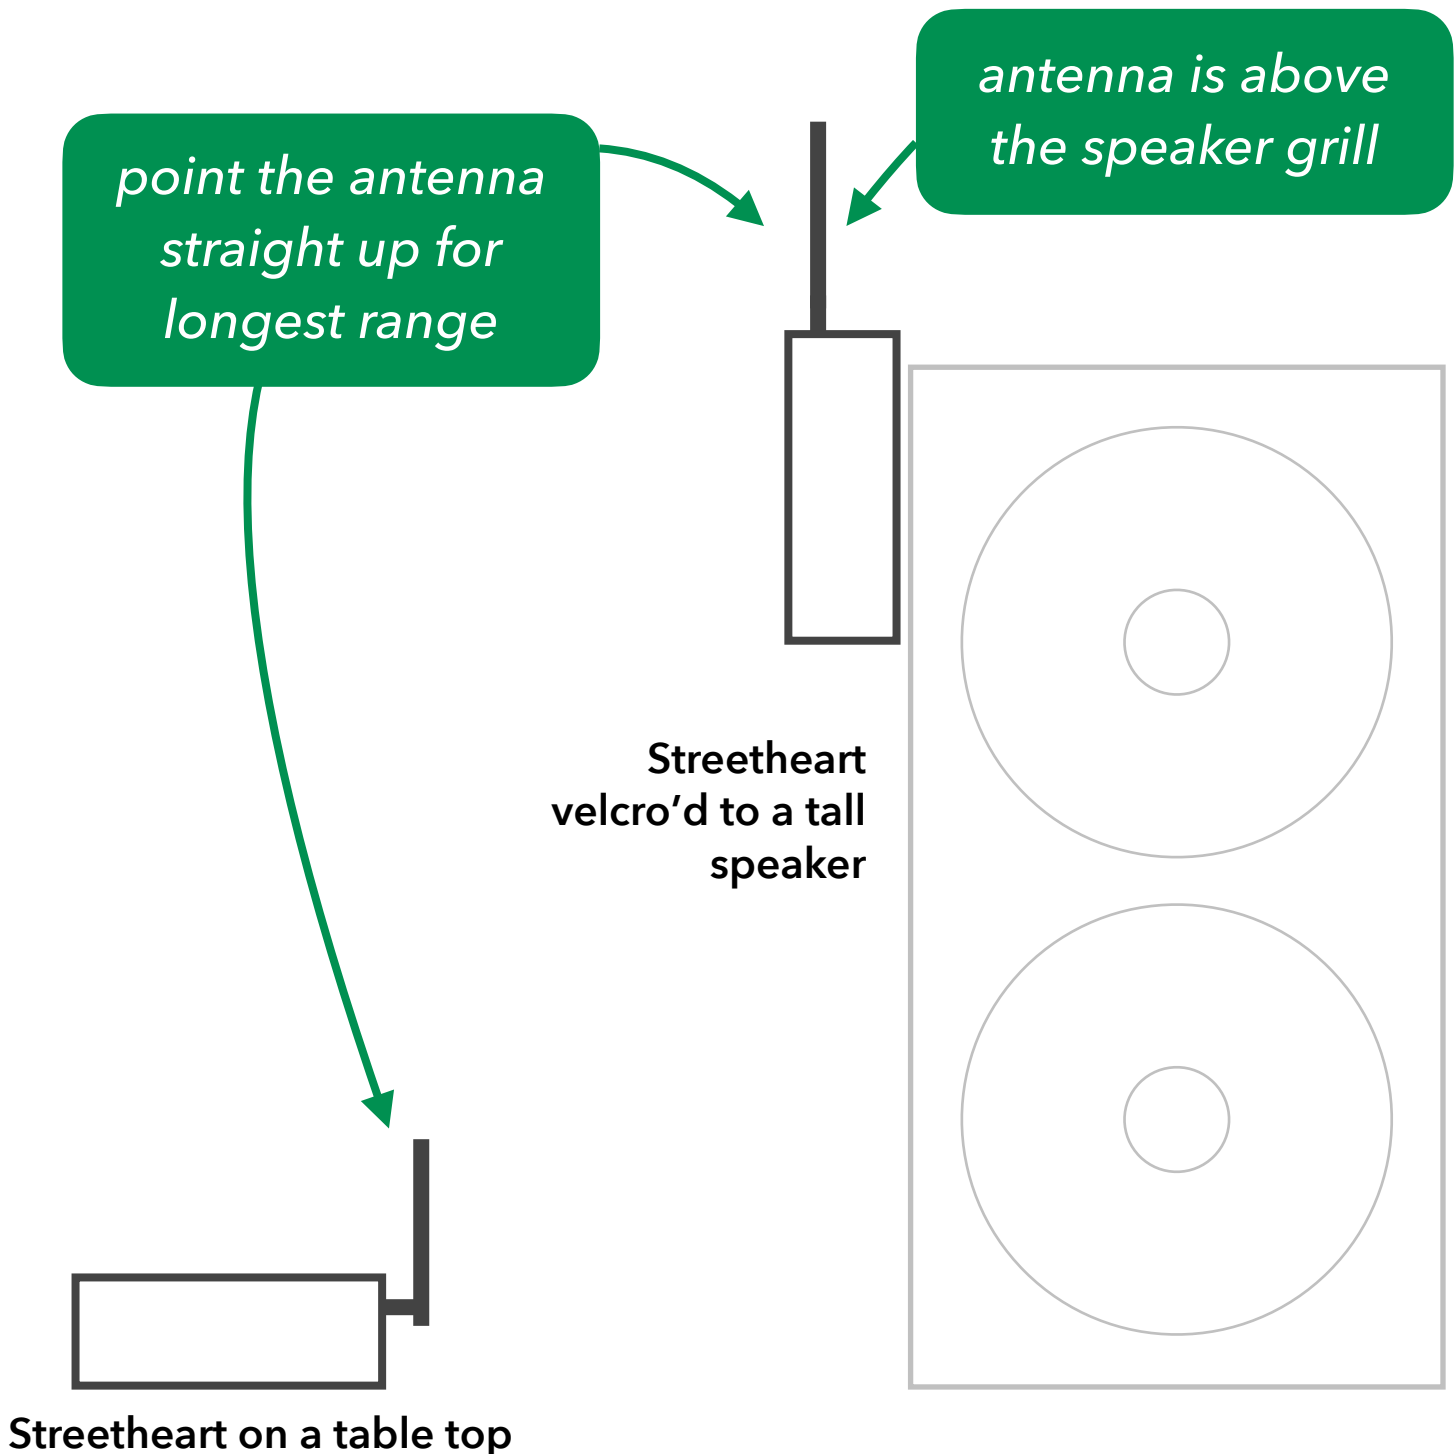 antenna is above
the speaker grill
point the antenna
straight up for
longest range
Streetheart
velcro’d to a tall
speaker
Streetheart on a table top